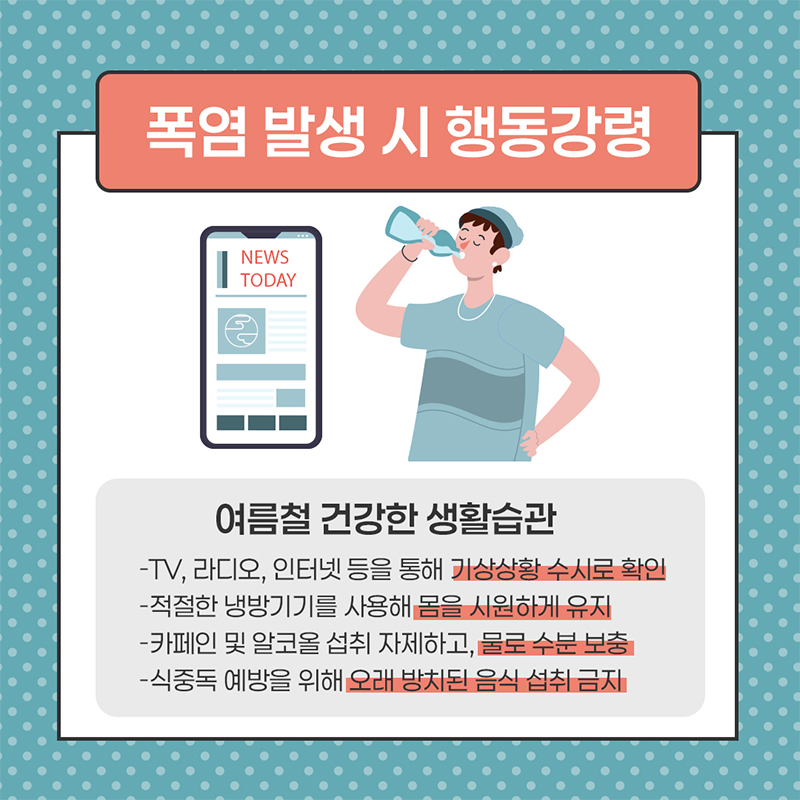 폭염 발생 시 행동강령
NEWS
TODAY
여름철 건강한 생활습관
-TV, 라디오, 인터넷 등을 통해 기상상황 수시로 확인
-적절한 냉방기기를 사용해 몸을 시원하게 유지
-카페인 및 알코올 섭취 자제하고, 물로 수분 보충
-식중독 예방을 위해 오래 방치된 음식 섭취 금지